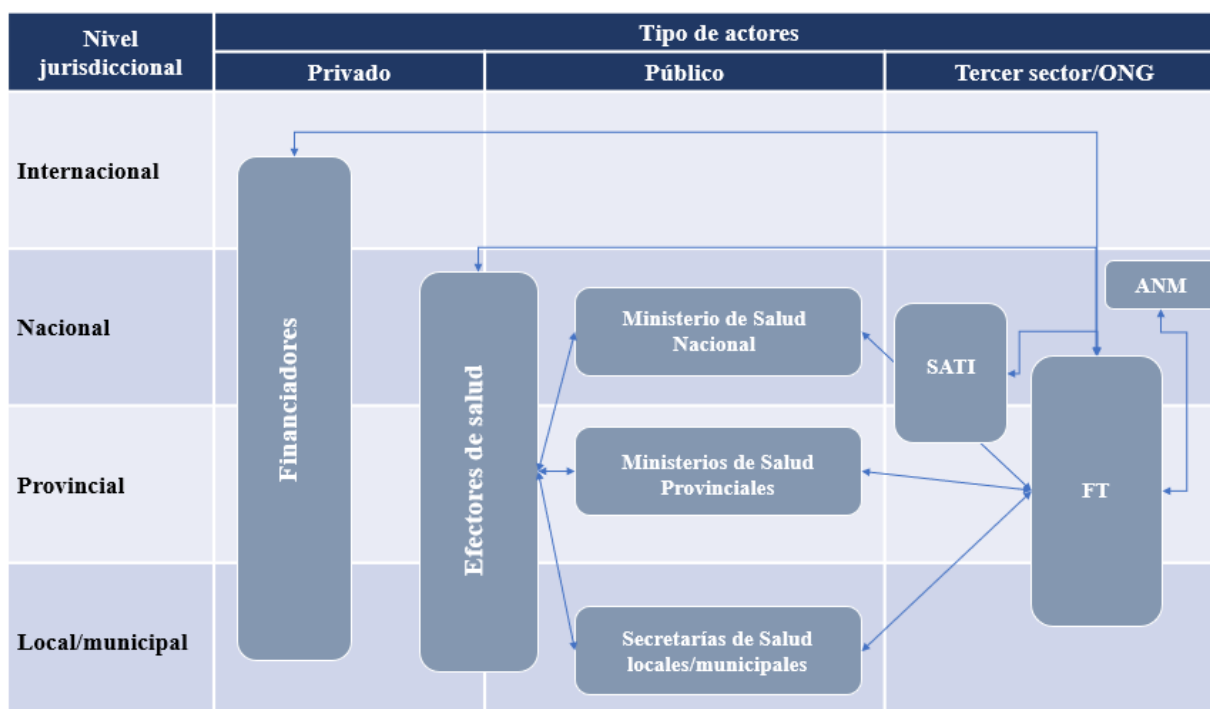 Nivel
jurisdiccional
Tipo de actores
Privado
Público
Tercer sector/ONG
Internacional
Nacional
Provincial
Local/municipal
Financiadores
Efectores de salud
Ministerio de Salud
Nacional
Ministerios de Salud
Provinciales
Secretarías de Salud
locales/municipales
SATI
ANM
FT